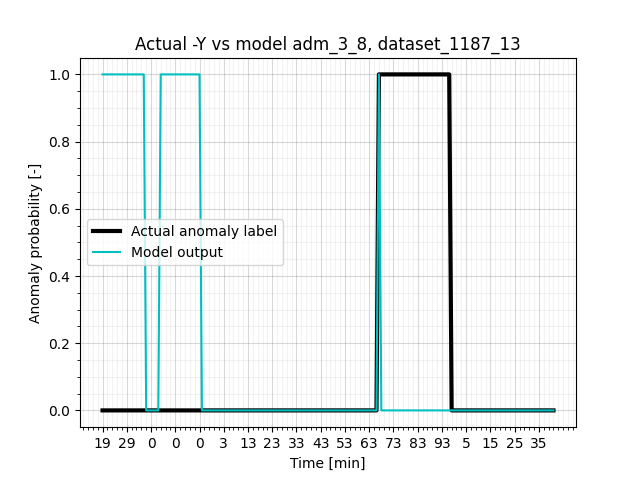 Actual -Y vs model adm_3_8, dataset_1187_13
Anomaly probability [-]
1.0
0.8
0.6
0.4
0.2
0.0
Actual anomaly label
Model output
19 29 0 0 0 3 13 23 33 43 53 63 73 83 93 5 15 25 35
Time [min]